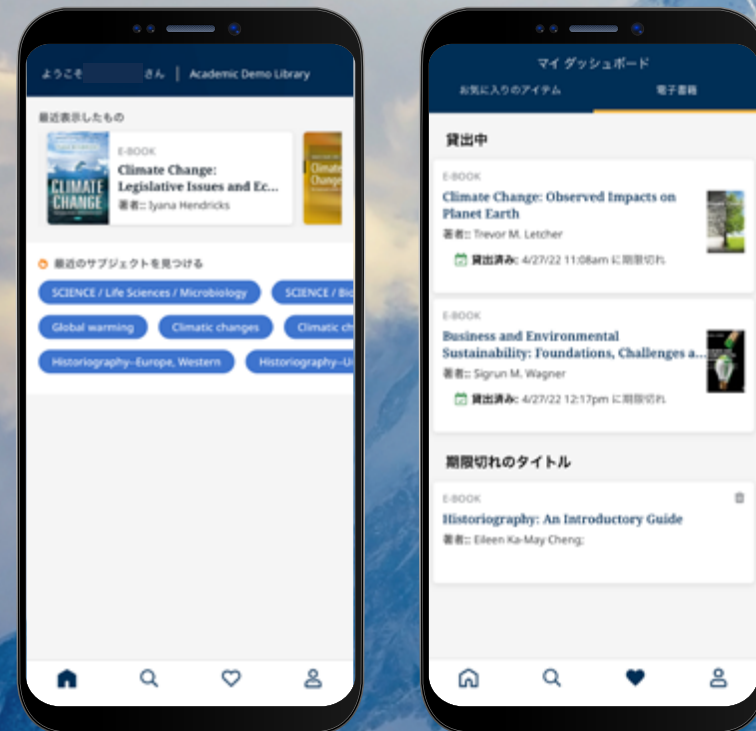 ようこそ さん | Academic Demo Library
最近表示したもの
E-BOOK
Climate Change:
Legislative Issues and Ec...
著者:: Iyana Hendricks
CLIMATE
CHANGE
Climate
Change
最近のサブジェクトを見つける
SCIENCE / Life Sciences / Microbiology
SCIENCE / Bio
Global warming
Climatic changes
Climatic ch
Historiography--Europe, Western
Historiography--U
マイ ダッシュボード
お気に入りのアイテム
電子書籍
貸出中
E-BOOK
Climate Change: Observed Impacts on
Planet Earth
著者:: Trevor M. Letcher
貸出済み: 4/27/22 11:08am に期限切れ
E-BOOK
Business and Environmental
Sustainability: Foundations, Challenges a...
著者:: Sigrun M. Wagner
貸出済み: 4/27/22 12:17pm に期限切れ
期限切れのタイトル
E-BOOK
Historiography: An Introductory Guide
著者:: Eileen Ka-May Cheng;